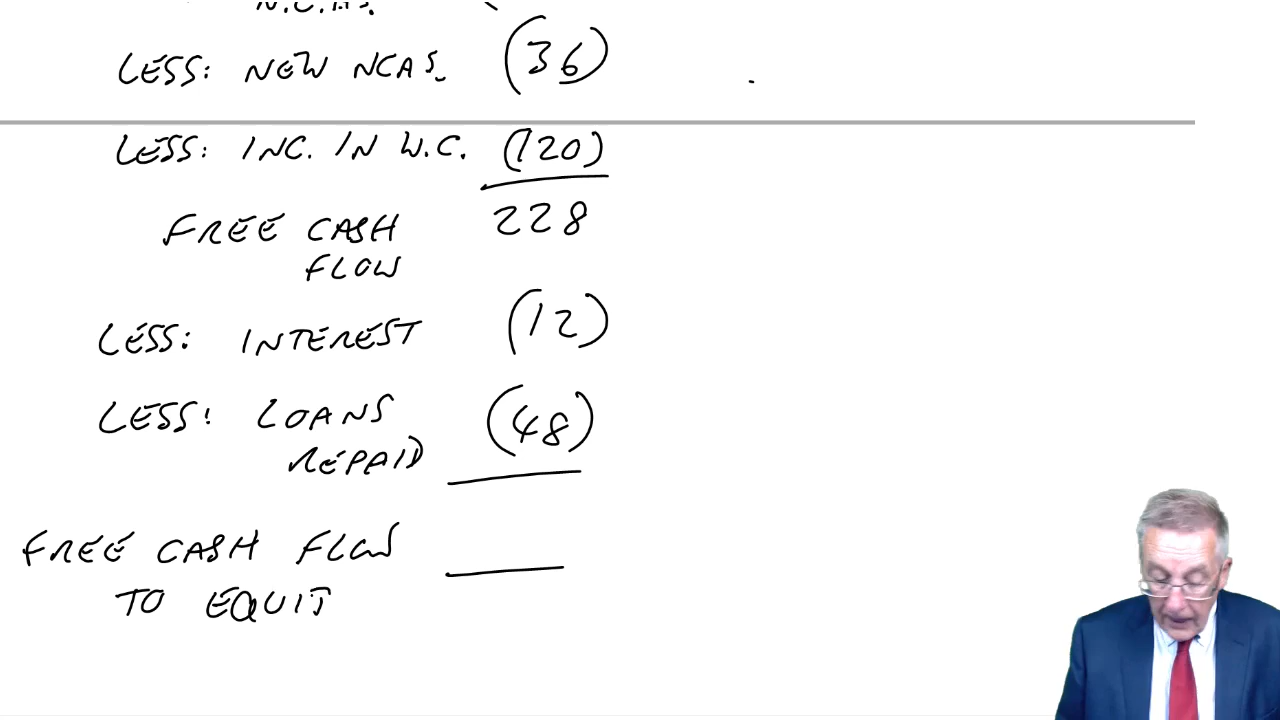 N.C.A'S.
LESS: NEW NCAS. (36)
LESS: INC. IN W.C. (120)
FREE CASH 228
FLOW
LESS: INTEREST (12)
LESS: LOANS (48)
REPAID
FREE CASH FLOW
TO EQUIT